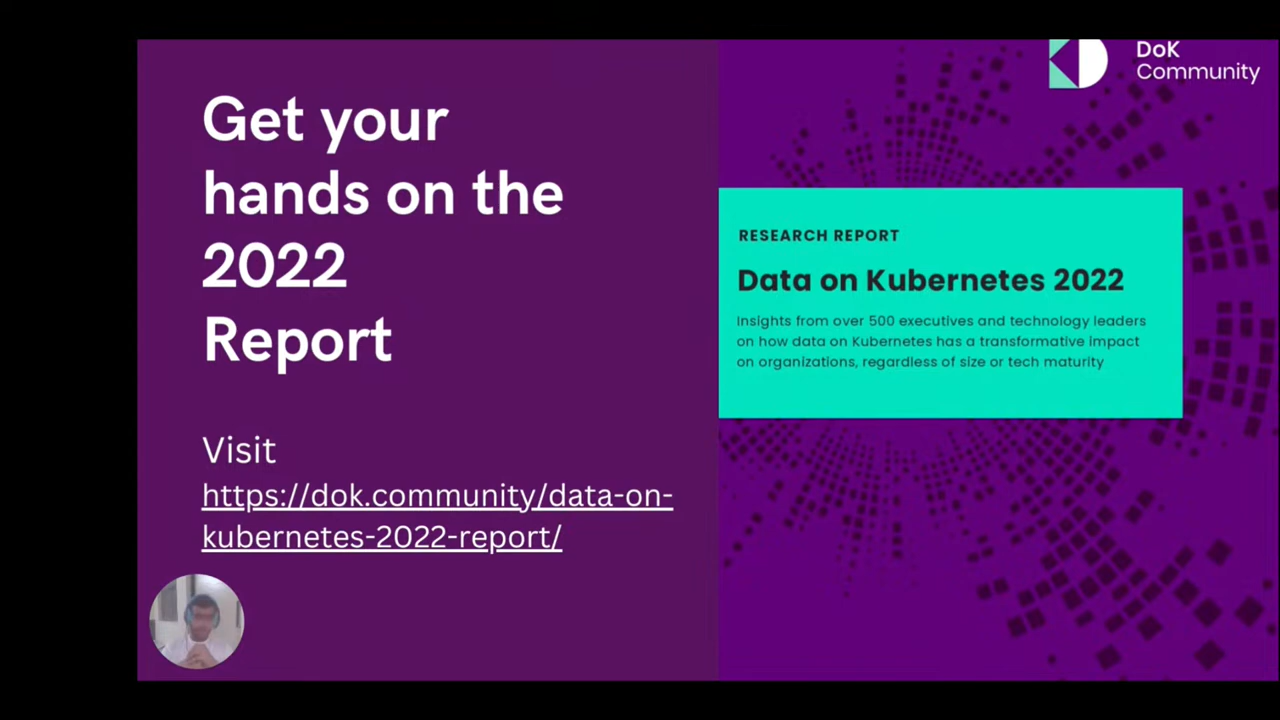 Get your
hands on the
2022
Report
Visit
https://dok.community/data-on-
kubernetes-2022-report/
DoK
Community
RESEARCH REPORT
Data on Kubernetes 2022
Insights from over 500 executives and technology leaders
on how data on Kubernetes has a transformative impact
on organizations, regardless of size or tech maturity